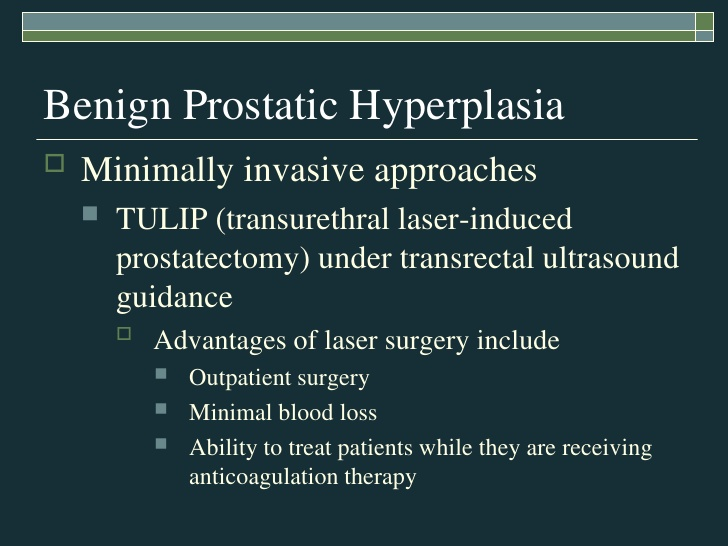 Benign Prostatic Hyperplasia
Minimally invasive approaches
TULIP (transurethral laser-induced
prostatectomy) under transrectal ultrasound
guidance
Advantages of laser surgery include
Outpatient surgery
Minimal blood loss
Ability to treat patients while they are receiving
anticoagulation therapy